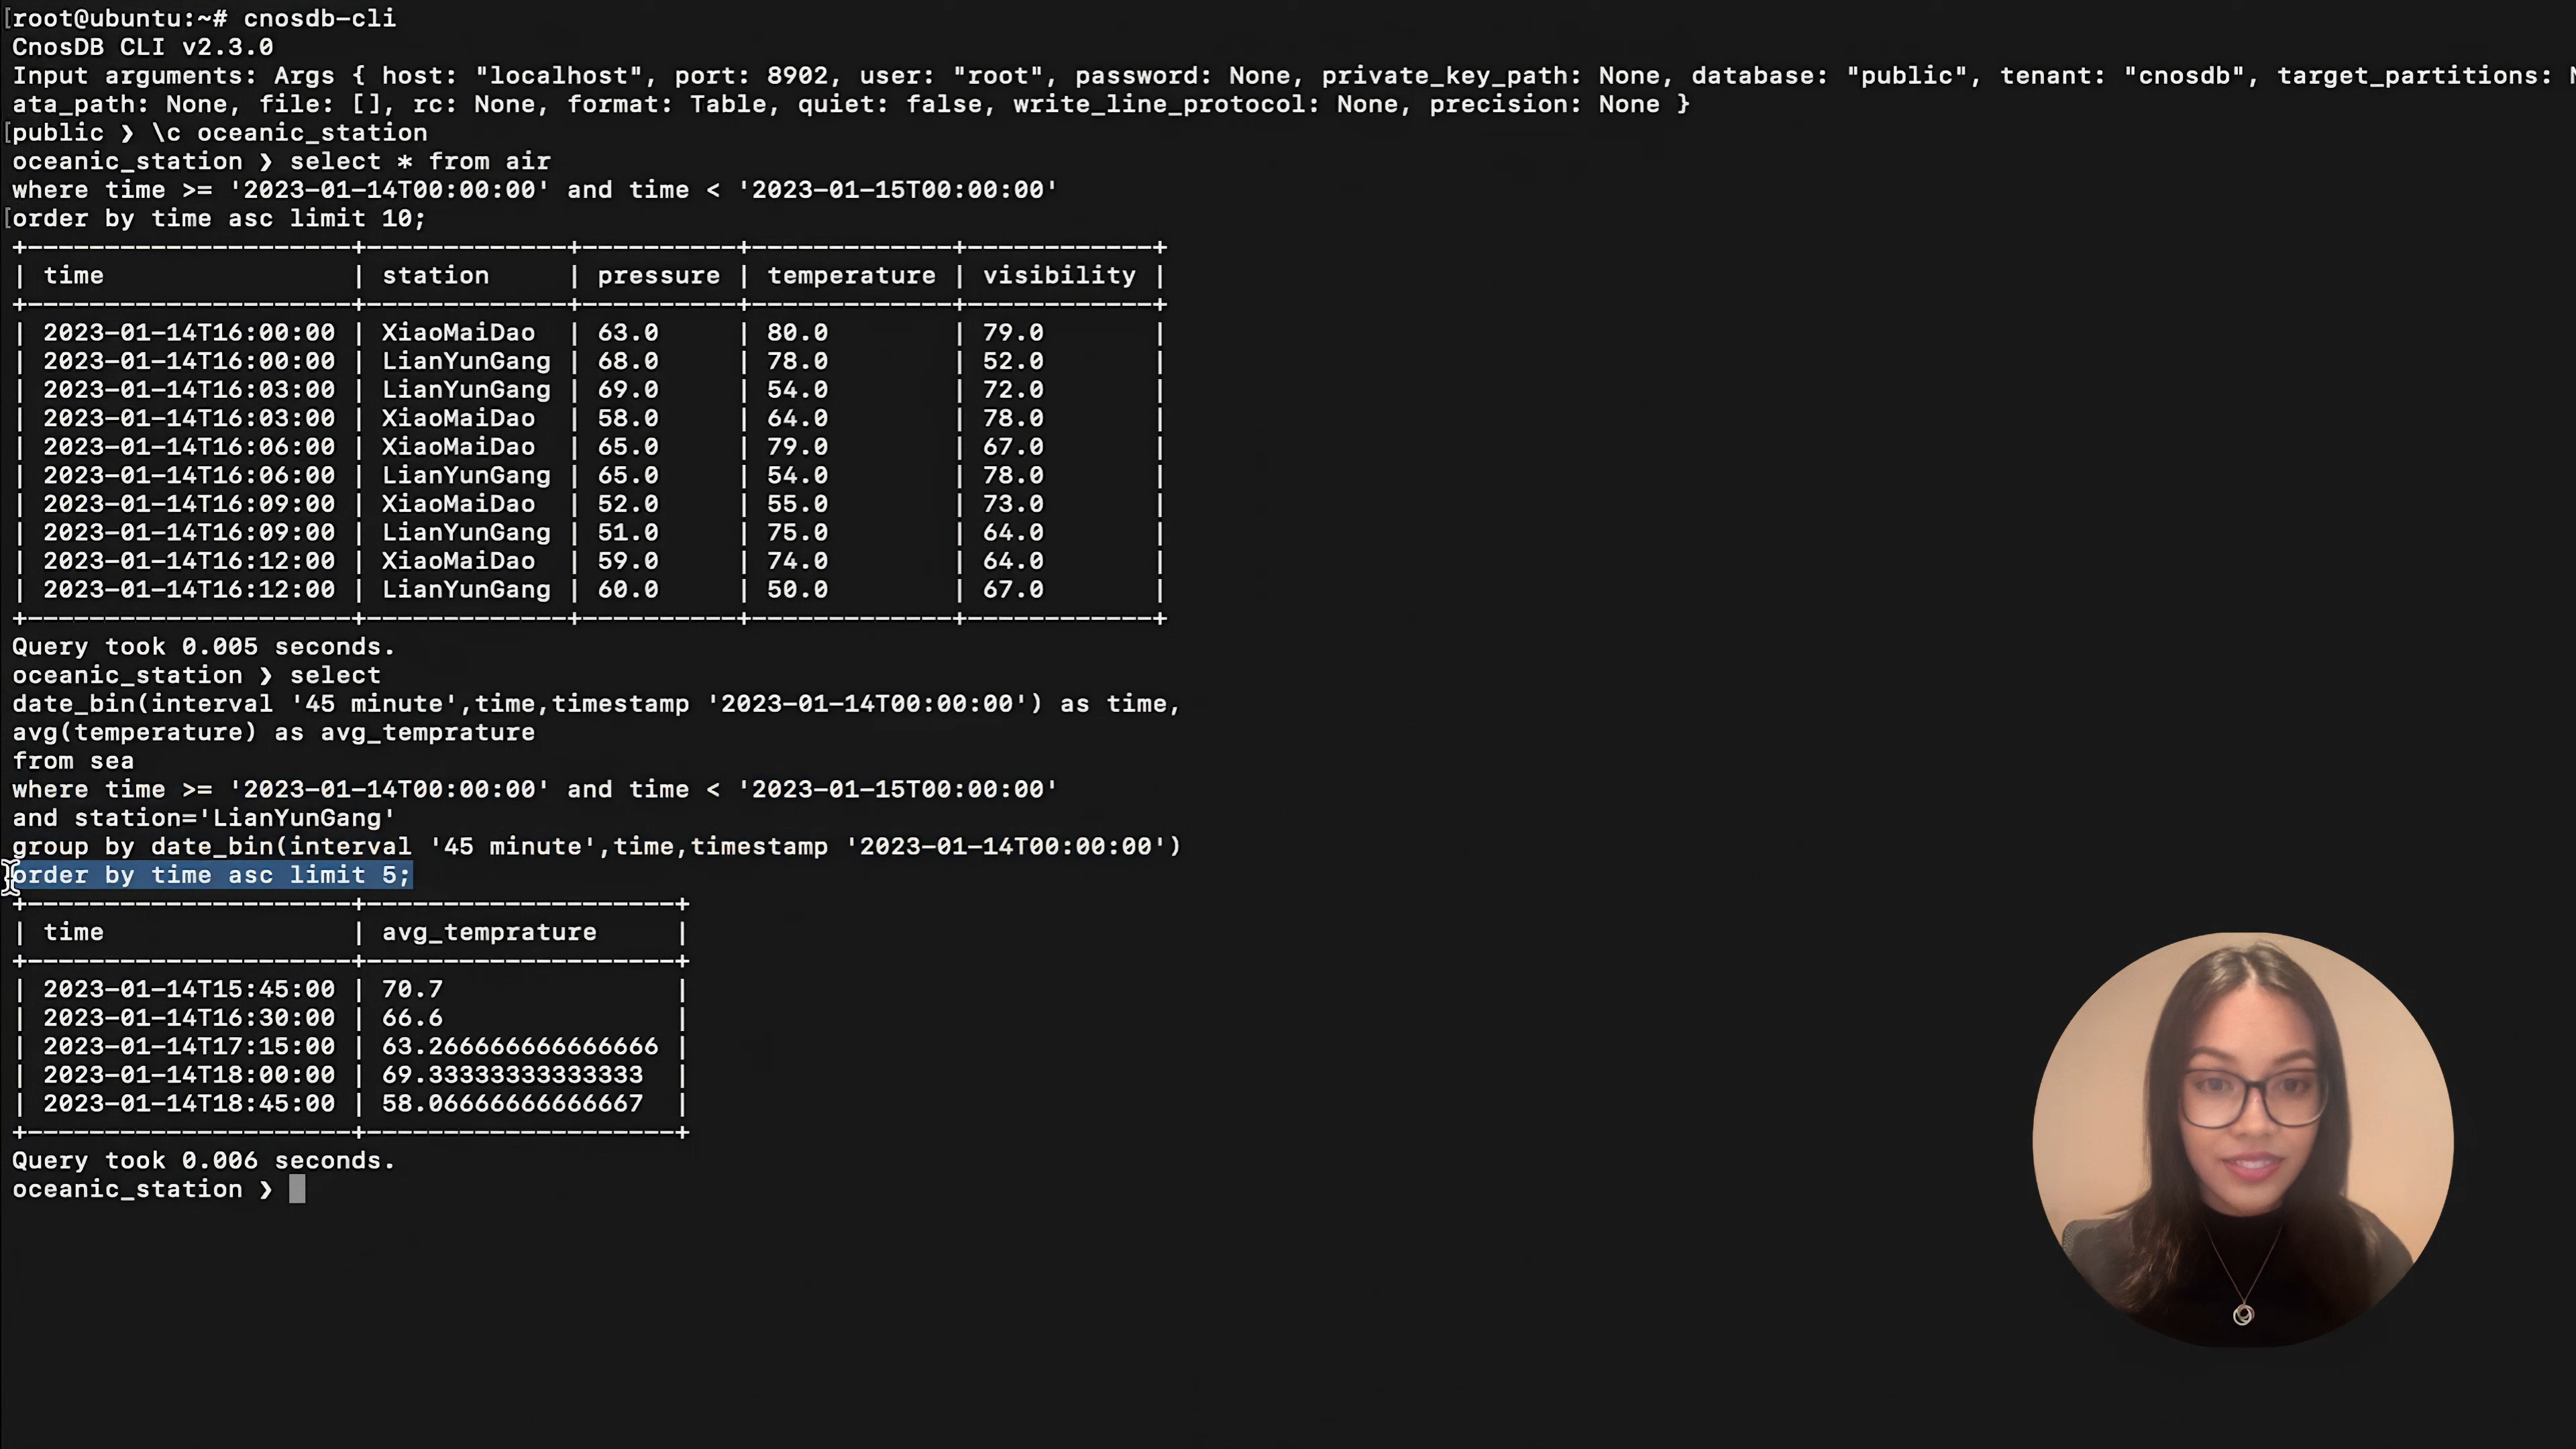 [root@ubuntu:~# cnosdb-cli
CnosDB CLI v2.3.0
Input arguments: Args { host: "localhost", port: 8902, user: "root", password: None, private_key_path: None, database: "public", tenant: "cnosdb", target_partitions: N
ata_path: None, file: [], rc: None, format: Table, quiet: false, write_line_protocol: None, precision: None }
[public ❯ \c oceanic_station
oceanic_station ❯ select * from air
where time >= '2023-01-14T00:00:00' and time < '2023-01-15T00:00:00'
[order by time asc limit 10;
+---------------------+-------------+----------+-------------+------------+
| time                | station     | pressure | temperature | visibility |
+---------------------+-------------+----------+-------------+------------+
| 2023-01-14T16:00:00 | XiaoMaiDao  | 63.0     | 80.0        | 79.0       |
| 2023-01-14T16:00:00 | LianYunGang | 68.0     | 78.0        | 52.0       |
| 2023-01-14T16:03:00 | LianYunGang | 69.0     | 54.0        | 72.0       |
| 2023-01-14T16:03:00 | XiaoMaiDao  | 58.0     | 64.0        | 78.0       |
| 2023-01-14T16:06:00 | XiaoMaiDao  | 65.0     | 79.0        | 67.0       |
| 2023-01-14T16:06:00 | LianYunGang | 65.0     | 54.0        | 78.0       |
| 2023-01-14T16:09:00 | XiaoMaiDao  | 52.0     | 55.0        | 73.0       |
| 2023-01-14T16:09:00 | LianYunGang | 51.0     | 75.0        | 64.0       |
| 2023-01-14T16:12:00 | XiaoMaiDao  | 59.0     | 74.0        | 64.0       |
| 2023-01-14T16:12:00 | LianYunGang | 60.0     | 50.0        | 67.0       |
+---------------------+-------------+----------+-------------+------------+
Query took 0.005 seconds.
oceanic_station ❯ select
date_bin(interval '45 minute',time,timestamp '2023-01-14T00:00:00') as time,
avg(temperature) as avg_temprature
from sea
where time >= '2023-01-14T00:00:00' and time < '2023-01-15T00:00:00'
and station='LianYunGang'
group by date_bin(interval '45 minute',time,timestamp '2023-01-14T00:00:00')
order by time asc limit 5;
+---------------------+--------------------+
| time                | avg_temprature     |
+---------------------+--------------------+
| 2023-01-14T15:45:00 | 70.7               |
| 2023-01-14T16:30:00 | 66.6               |
| 2023-01-14T17:15:00 | 63.266666666666666 |
| 2023-01-14T18:00:00 | 69.33333333333333  |
| 2023-01-14T18:45:00 | 58.06666666666667  |
+---------------------+--------------------+
Query took 0.006 seconds.
oceanic_station ❯